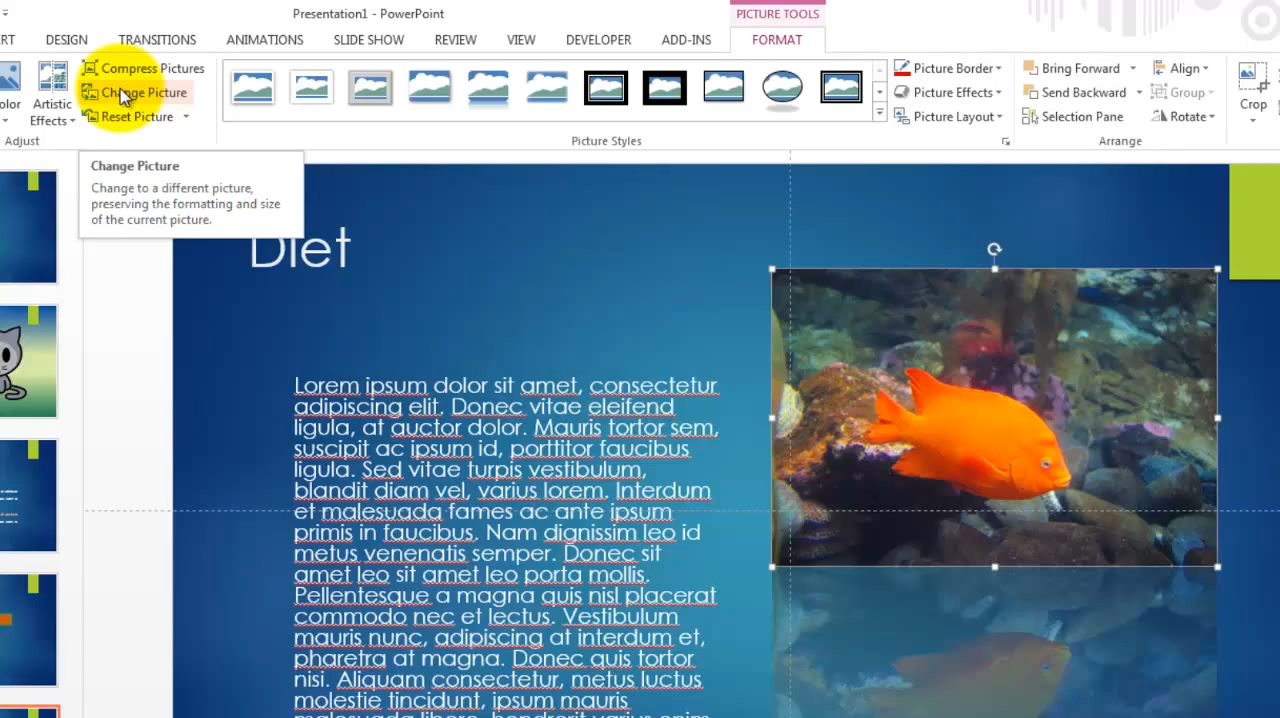 Presentation1 - PowerPoint
PICTURE TOOLS
DESIGN TRANSITIONS ANIMATIONS SLIDE SHOW REVIEW VIEW DEVELOPER ADD-INS FORMAT
Compress Pictures
Change Picture
Reset Picture
Artistic
Effects
Adjust
Picture Styles
Picture Border
Picture Effects
Picture Layout
Bring Forward
Send Backward
Selection Pane
Align
Group
Rotate
Arrange
Crop
Change Picture
Change to a different picture,
preserving the formatting and size
of the current picture.
Diet
Lorem ipsum dolor sit amet, consectetur
adipiscing elit. Donec vitae eleifend
ligula, at auctor dolor. Mauris tortor sem,
suscipit ac ipsum id, porttitor faucibus
ligula. Sed vitae turpis vestibulum,
blandit diam vel, varius lorem. Interdum
et malesuada fames ac ante ipsum
primis in faucibus. Nam dignissim leo id
metus venenatis semper. Donec sit
amet leo sit amet leo porta mollis.
Pellentesque a magna quis nisl placerat
commodo nec et lectus. Vestibulum
mauris nunc, adipiscing at interdum et,
pharetra at magna. Donec quis tortor
nisi. Aliquam consectetur, metus luctus
molestie tincidunt, ipsum mauris